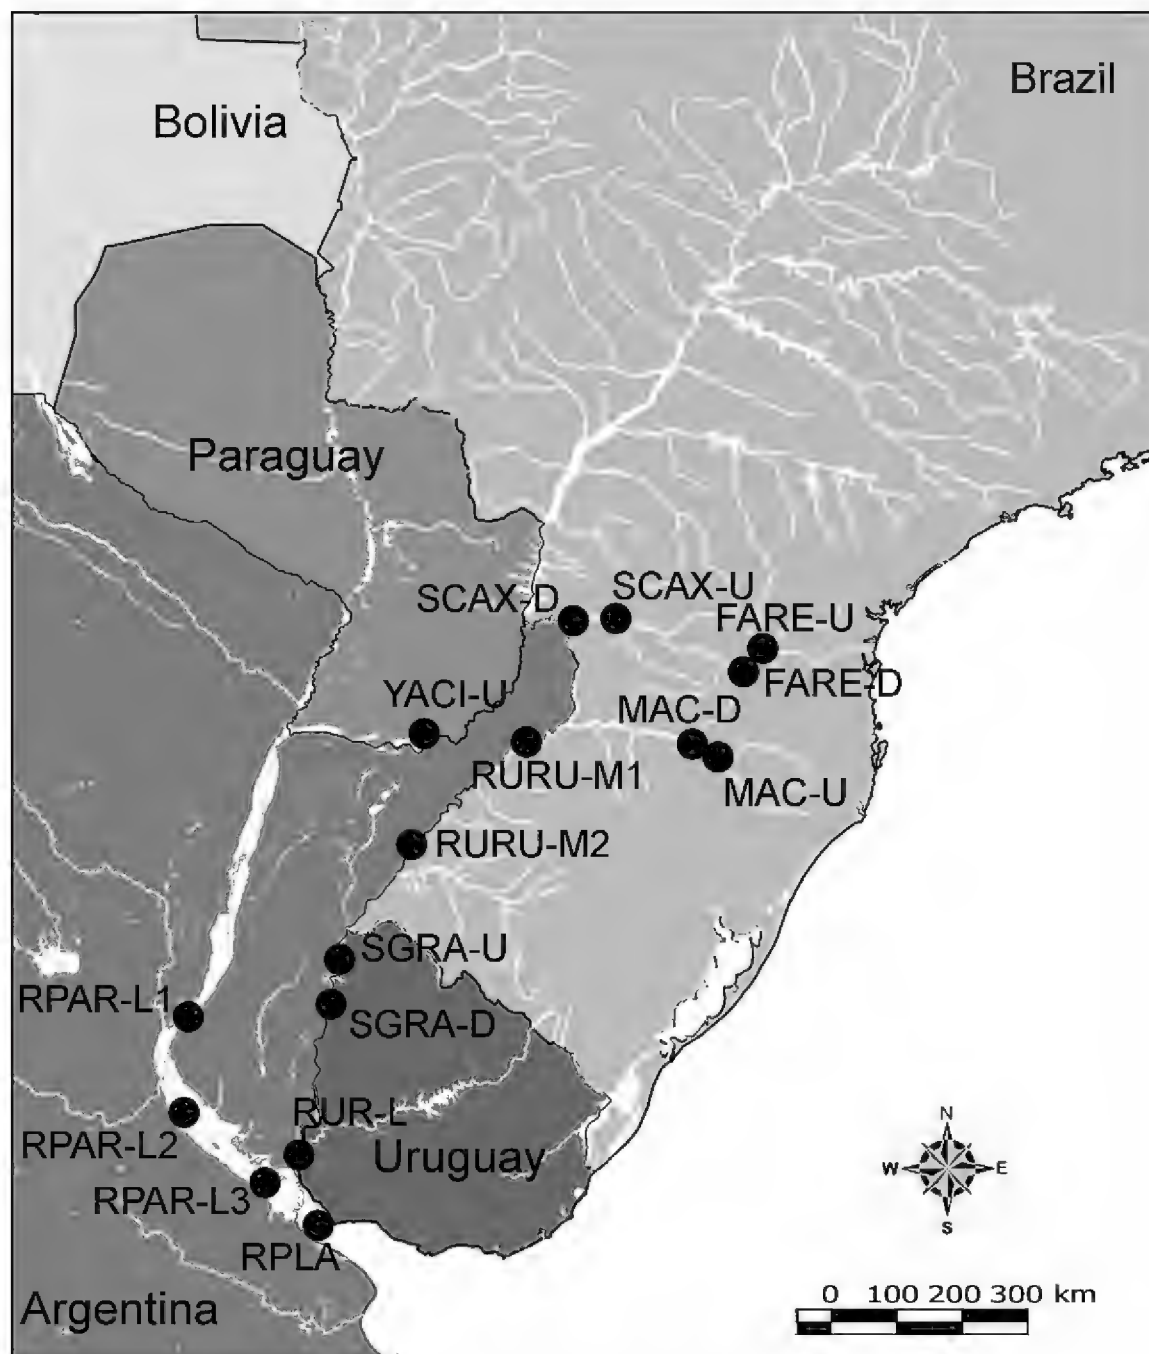 Brazil
Bolivia
Paraguay
SCAX-U
SCAX-D
FARE-U
FARE-D
YACI-U
MAC-D
RURU-M1
MAC-U
RURU-M2
SGRA-U
RPAR-L1
SGRA-D
RUR-L
RPAR-L2
Uruguay
RPAR-L3
RPLA
Argentina
N
W
E
S
0 100 200 300 km